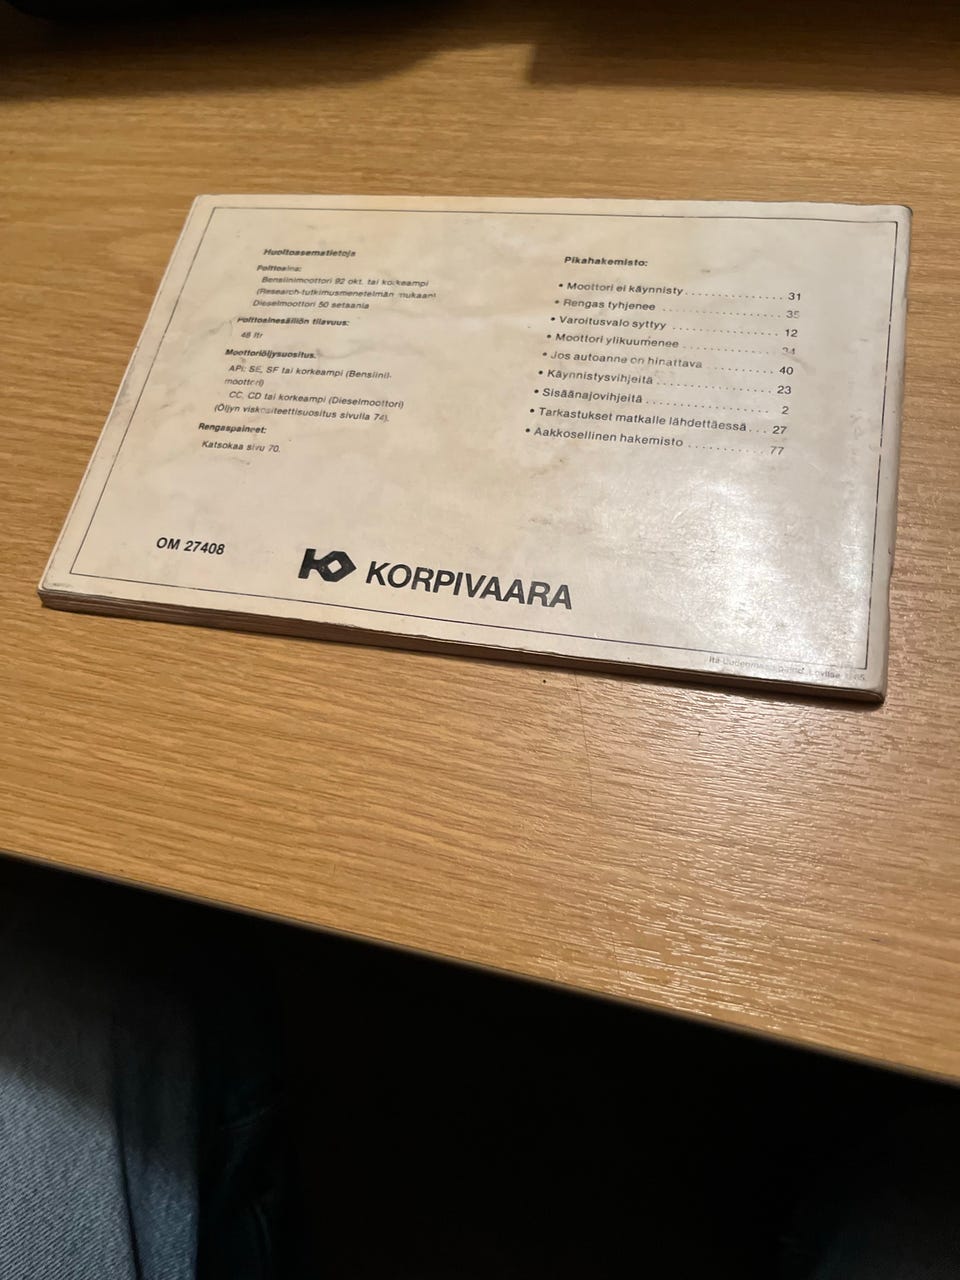 Huoltoasematietoja
Polttoaine:
Bensiinimoottori 92 okt. tai korkeampi
(Research-tutkimusmenetelmän mukaan)
Dieselmoottori 50 setaania
Polttoainesäiliön tilavuus:
48 ltr
Moottoriöljysuositus.
API: SE, SF tai korkeampi (Bensiini-
moottori)
CC, CD tai korkeampi (Dieselmoottori)
(Öljyn viskositeettisuositus sivulla 74).
Rengaspaineet:
Katsokaa sivu 70.
Pikahakemisto:
• Moottori ei käynnisty ............... 31
• Rengas tyhjenee .................... 35
• Varoitusvalo syttyy ................. 12
• Moottori ylikuumenee ..............
• Jos autoanne on hinattava .......... 40
• Käynnistysvihjeitä .................. 23
• Sisäänajovihjeitä .................... 2
• Tarkastukset matkalle lähdettäessä ... 27
• Aakkosellinen hakemisto ........... 77
OM 27408
KORPIVAARA